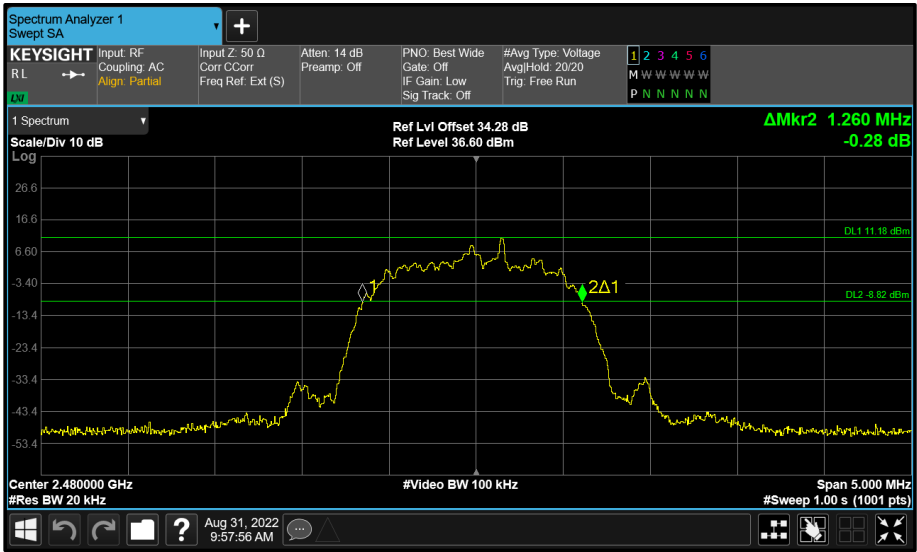 Spectrum Analyzer 1
Swept SA
+
KEYSIGHT
RL
LXI
Input: RF
Coupling: AC
Align: Partial
Input Z: 50 Ω
Corr CCorr
Freq Ref: Ext (S)
Atten: 14 dB
Preamp: Off
PNO: Best Wide
Gate: Off
IF Gain: Low
Sig Track: Off
#Avg Type: Voltage
Avg|Hold: 20/20
Trig: Free Run
1 2 3 4 5 6
M W W W W W
P N N N N N
1 Spectrum
Scale/Div 10 dB
Ref Lvl Offset 34.28 dB
Ref Level 36.60 dBm
ΔMkr2 1.260 MHz
-0.28 dB
Log
26.6
16.6
6.60
-3.40
-13.4
-23.4
-33.4
-43.4
-53.4
DL1 11.18 dBm
1
2Δ1
DL2 -8.82 dBm
Center 2.480000 GHz
#Video BW 100 kHz
Span 5.000 MHz
#Res BW 20 kHz
#Sweep 1.00 s (1001 pts)
?
Aug 31, 2022
9:57:56 AM